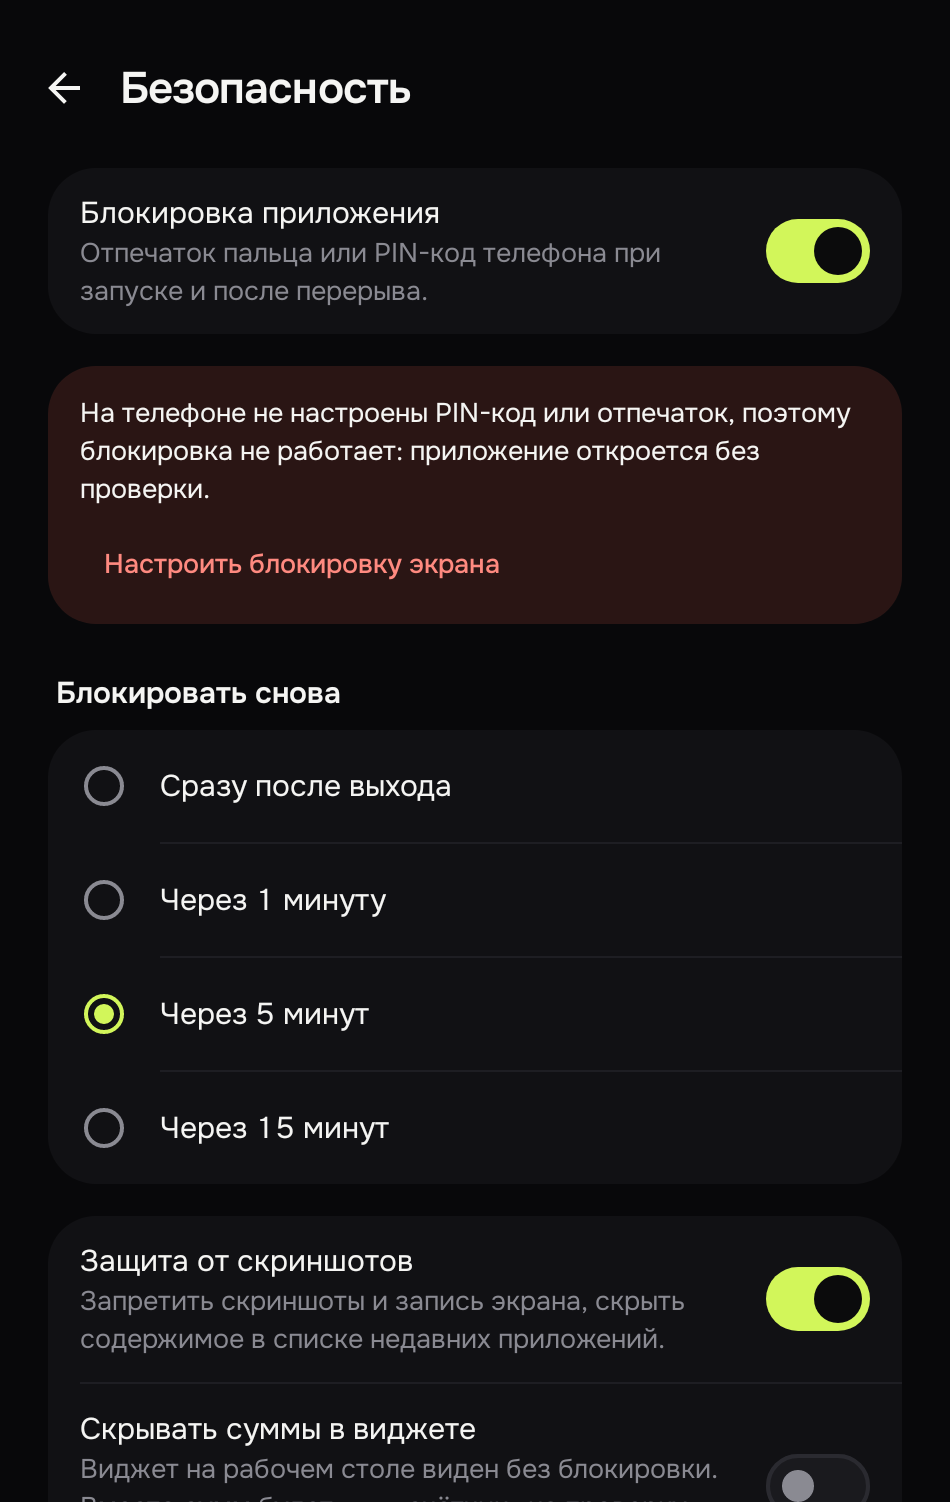 Безопасность
Блокировка приложения
Отпечаток пальца или PIN-код телефона при
запуске и после перерыва.
На телефоне не настроены PIN-код или отпечаток, поэтому
блокировка не работает: приложение откроется без
проверки.
Настроить блокировку экрана
Блокировать снова
Сразу после выхода
Через 1 минуту
Через 5 минут
Через 15 минут
Защита от скриншотов
Запретить скриншоты и запись экрана, скрыть
содержимое в списке недавних приложений.
Скрывать суммы в виджете
Виджет на рабочем столе виден без блокировки.